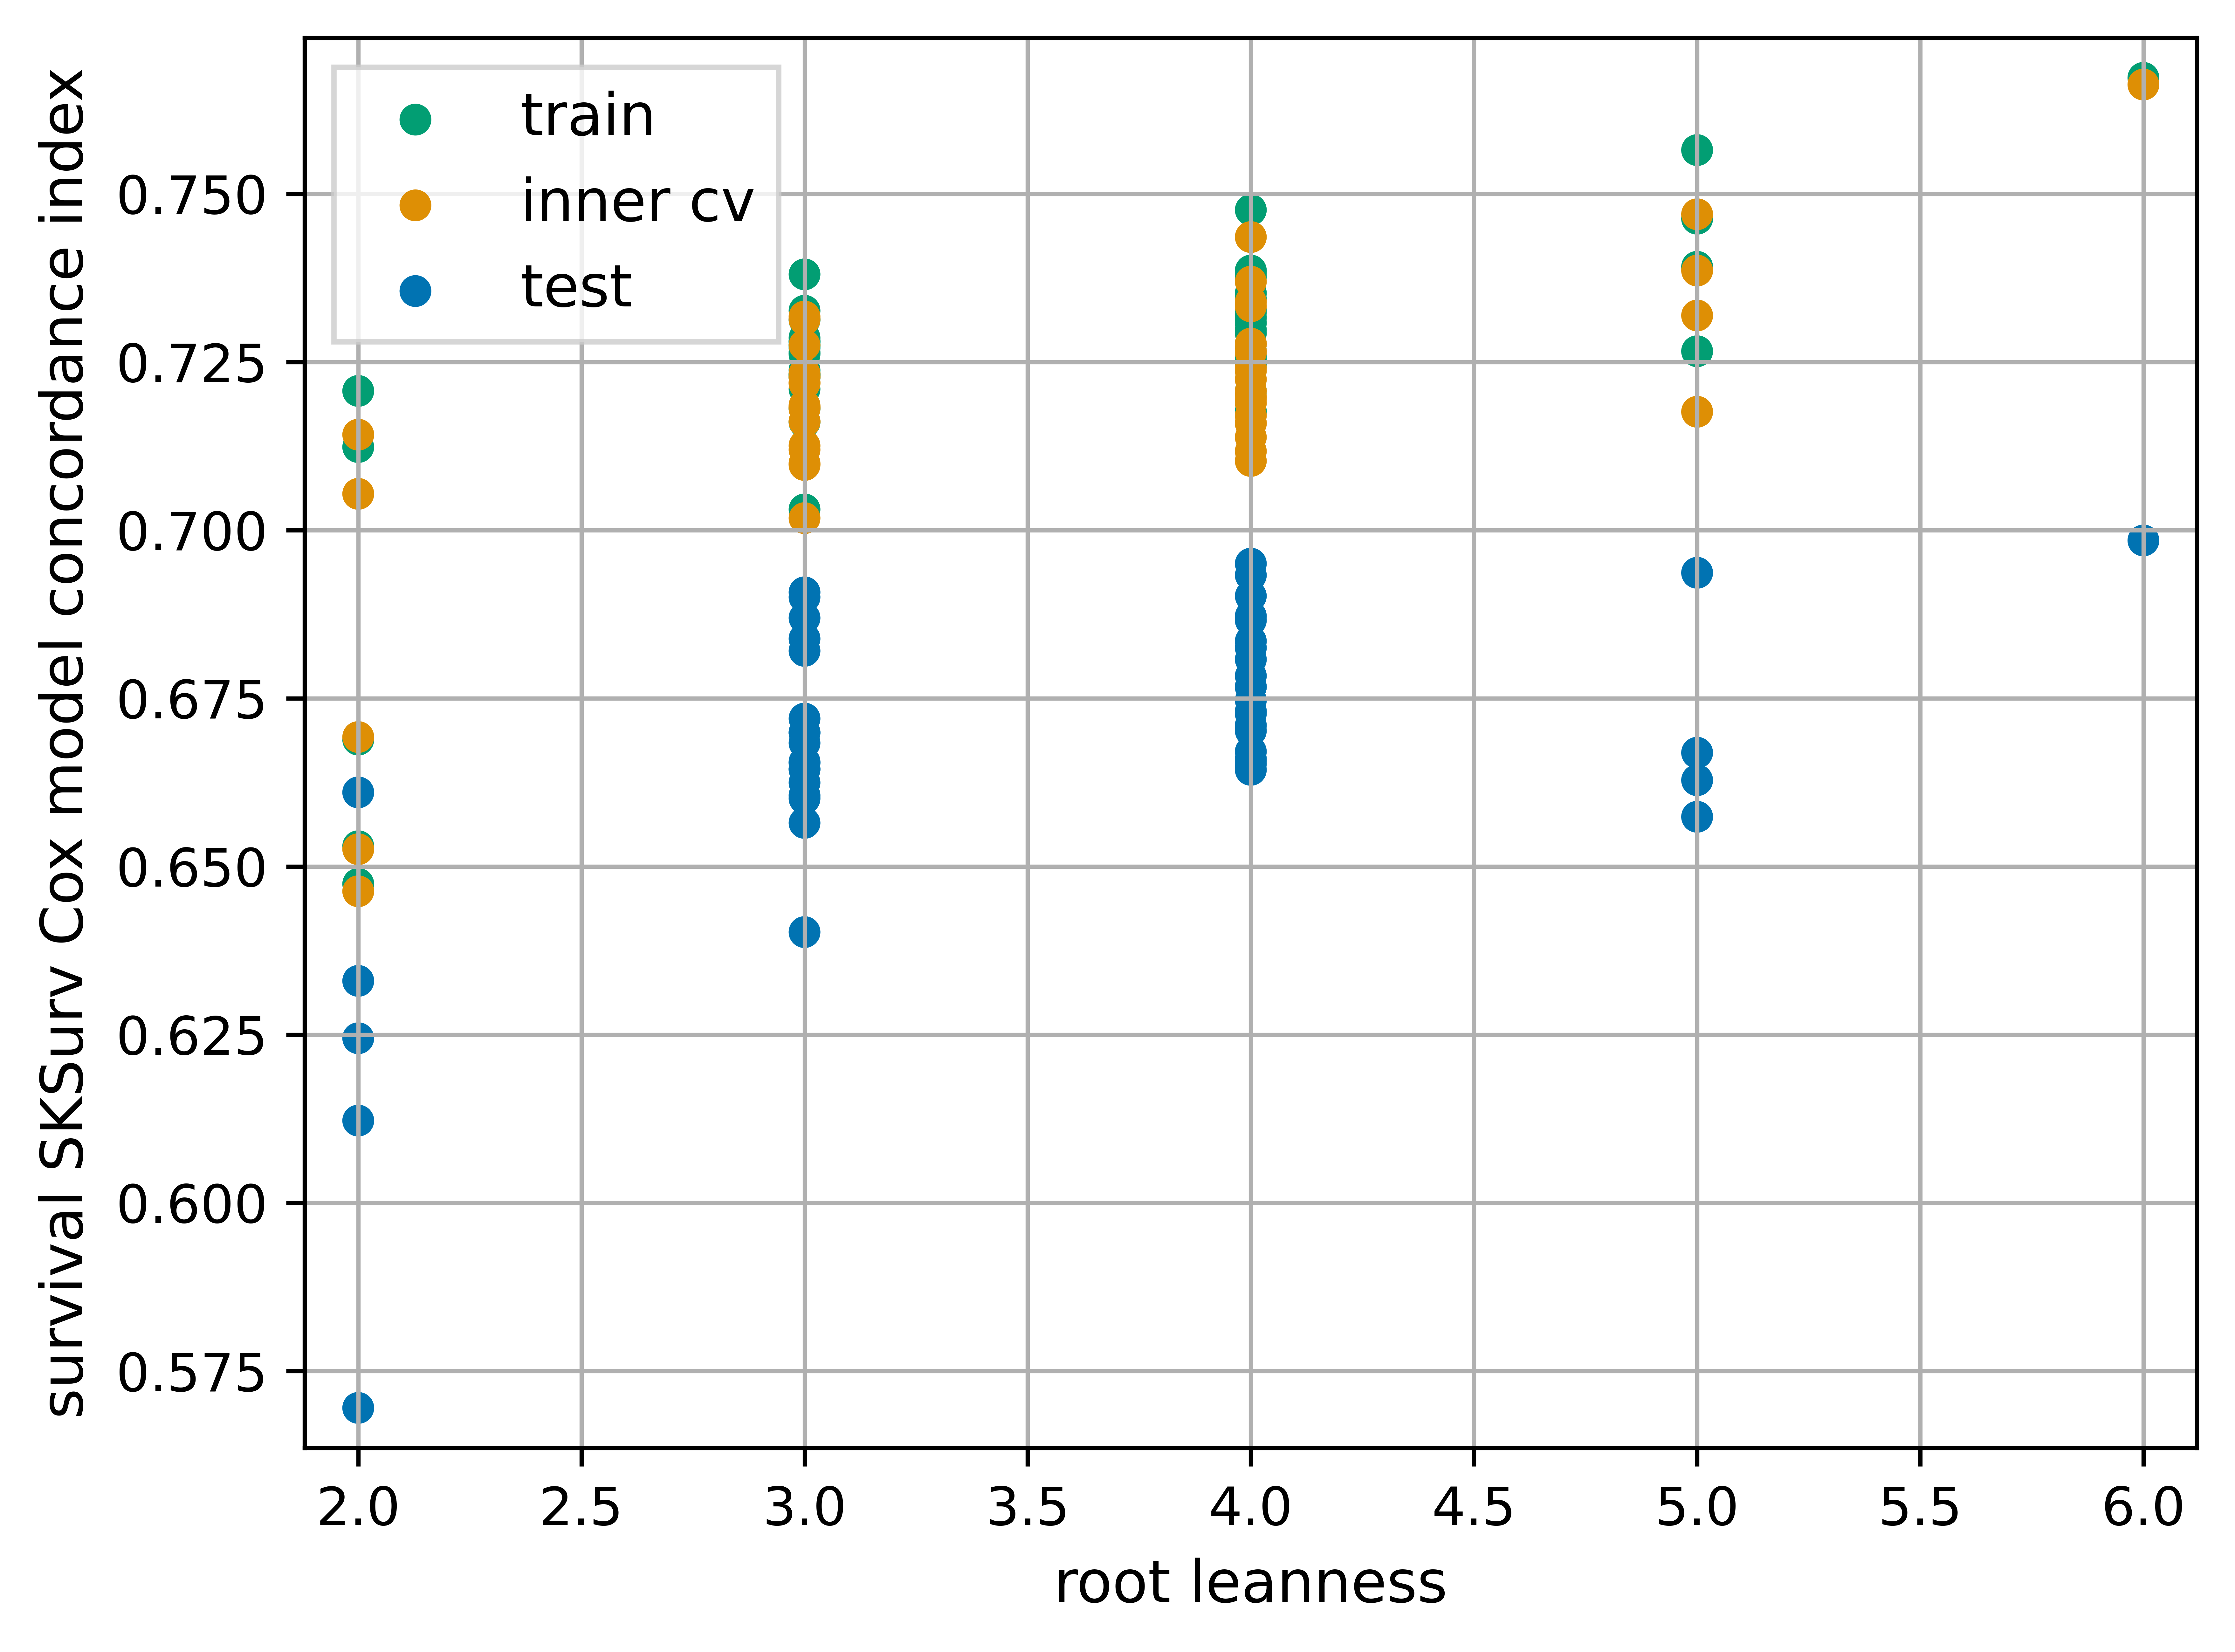 survival SKSurv Cox model concordance index
train
inner cv
test
0.750
0.725
0.700
0.675
0.650
0.625
0.600
0.575
2.0 2.5 3.0 3.5 4.0 4.5 5.0 5.5 6.0
root leanness